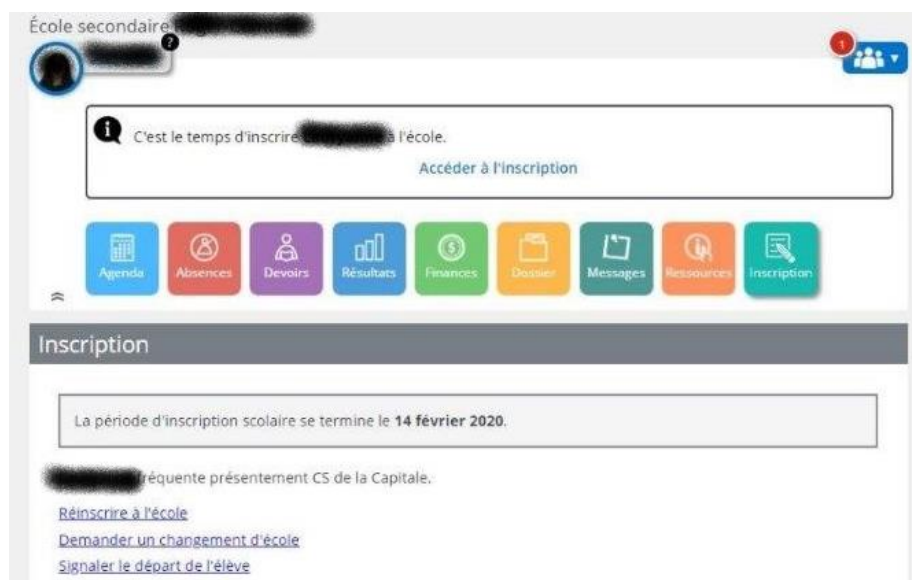 École secondaire
?
1
C'est le temps d'inscrire à l'école.
Accéder à l'inscription
Agenda
Absences
Devoirs
Résultats
Finances
Dossier
Messages
Ressources
Inscription
Inscription
La période d'inscription scolaire se termine le 14 février 2020.
fréquente présentement CS de la Capitale.
Réinscrire à l'école
Demander un changement d'école
Signaler le départ de l'élève